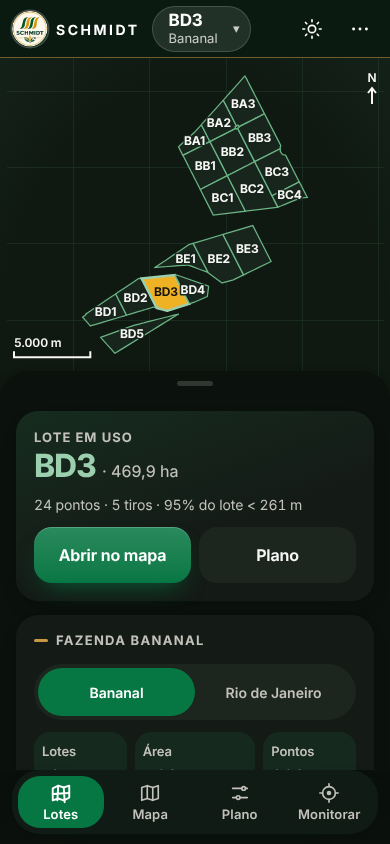 SCHMIDT
SCHMIDT
BD3
Bananal
N
BA3
BA2
BA1
BB3
BB2
BB1
BC3
BC2
BC4
BC1
BE3
BE1
BE2
BD3
BD4
BD2
BD1
BD5
5.000 m
LOTE EM USO
BD3 · 469,9 ha
24 pontos · 5 tiros · 95% do lote < 261 m
Abrir no mapa
Plano
FAZENDA BANANAL
Bananal
Rio de Janeiro
Lotes
Área
Pontos
Lotes
Mapa
Plano
Monitorar